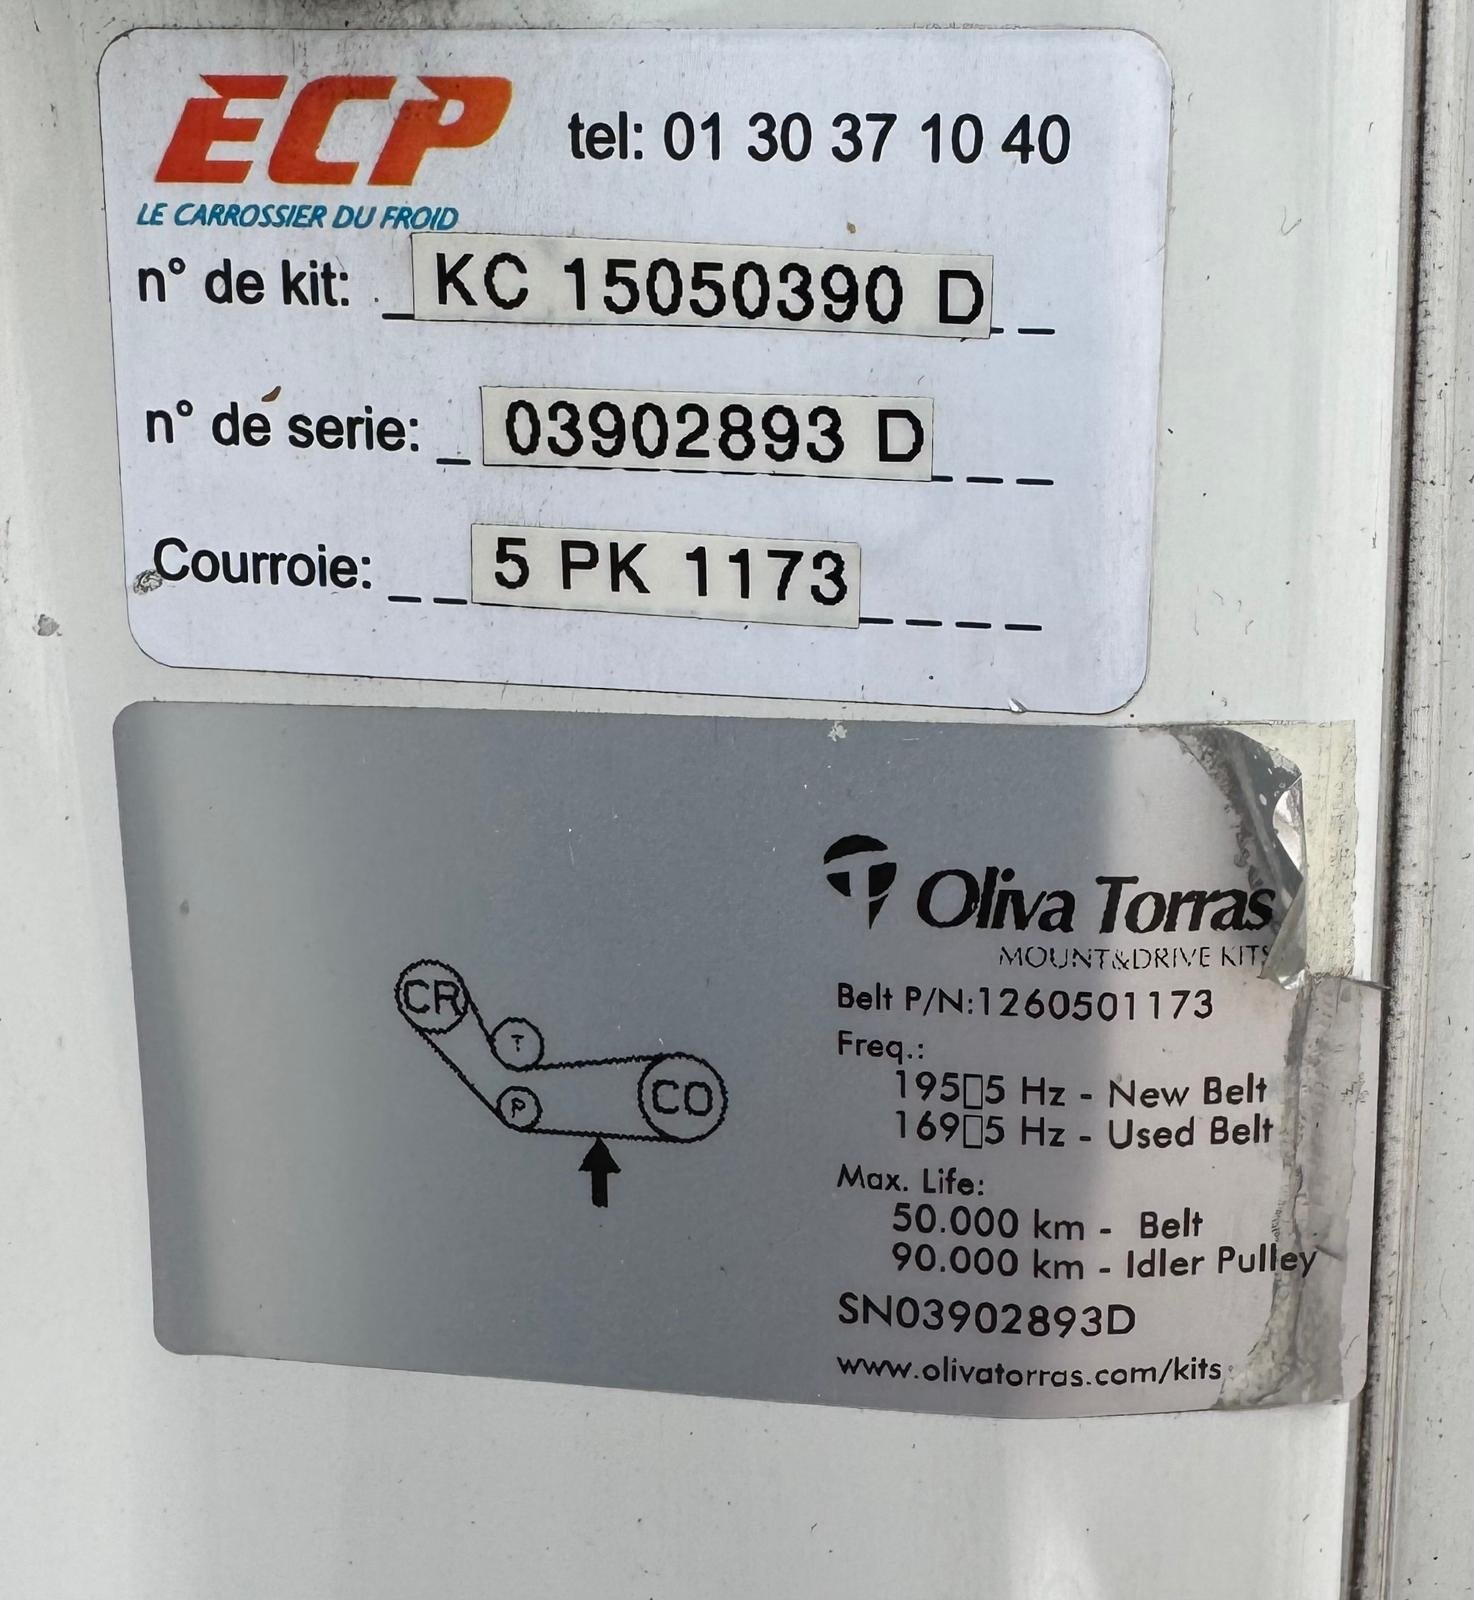 ECP tel: 01 30 37 10 40
LE CARROSSIER DU FROID
n° de kit: KC 15050390 D
n° de serie: 03902893 D
Courroie: 5 PK 1173
Oliva Torras
MOUNT&DRIVE KITS
Belt P/N:1260501173
Freq.:
195□5 Hz - New Belt
169□5 Hz - Used Belt
Max. Life:
50.000 km - Belt
90.000 km - Idler Pulley
SN03902893D
www.olivatorras.com/kits
CR
T
P
CO